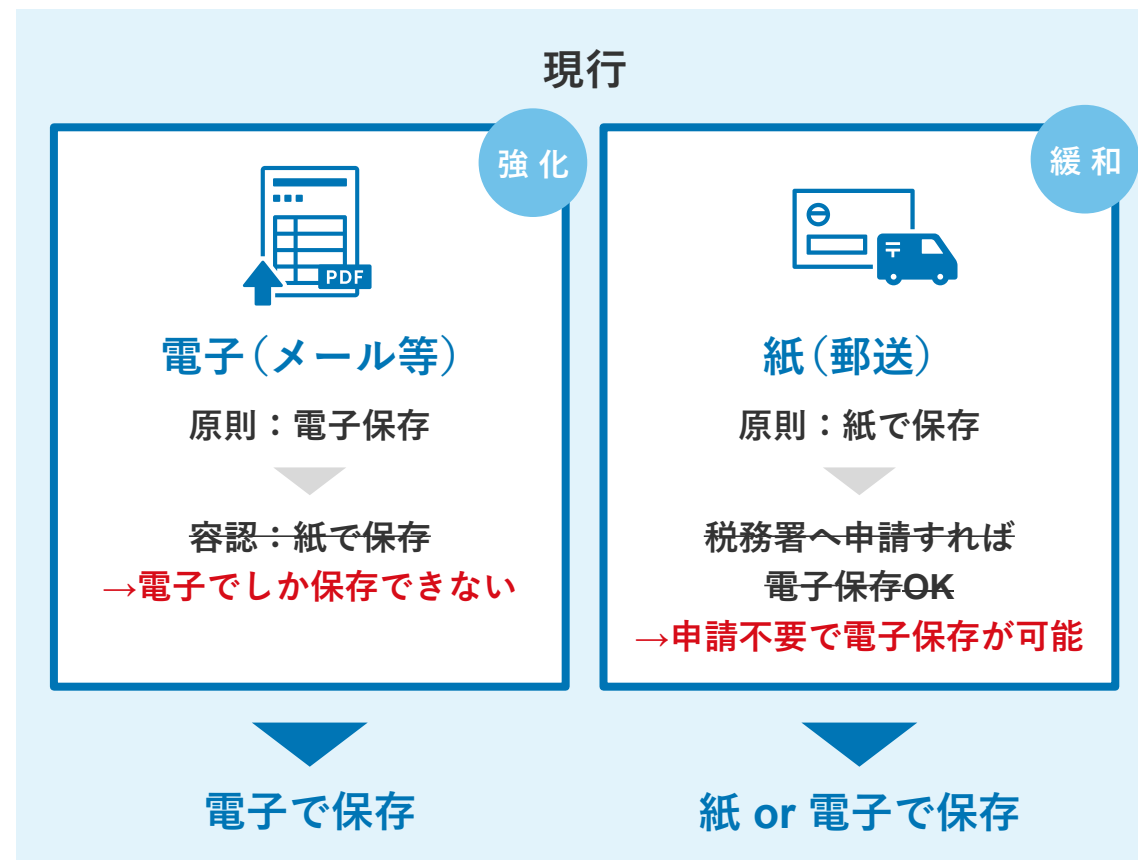 現行
強化
PDF
電子（メール等）
原則：電子保存
容認：紙で保存
→電子でしか保存できない
電子で保存
緩和
〒
紙（郵送）
原則：紙で保存
税務署へ申請すれば
電子保存OK
→申請不要で電子保存が可能
紙 or 電子で保存